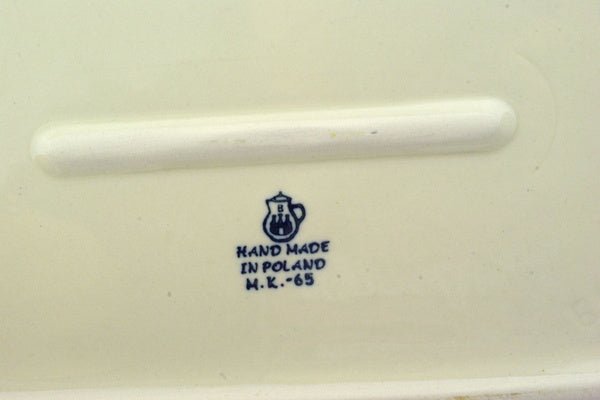 B
HAND MADE
IN POLAND
M.K.-65